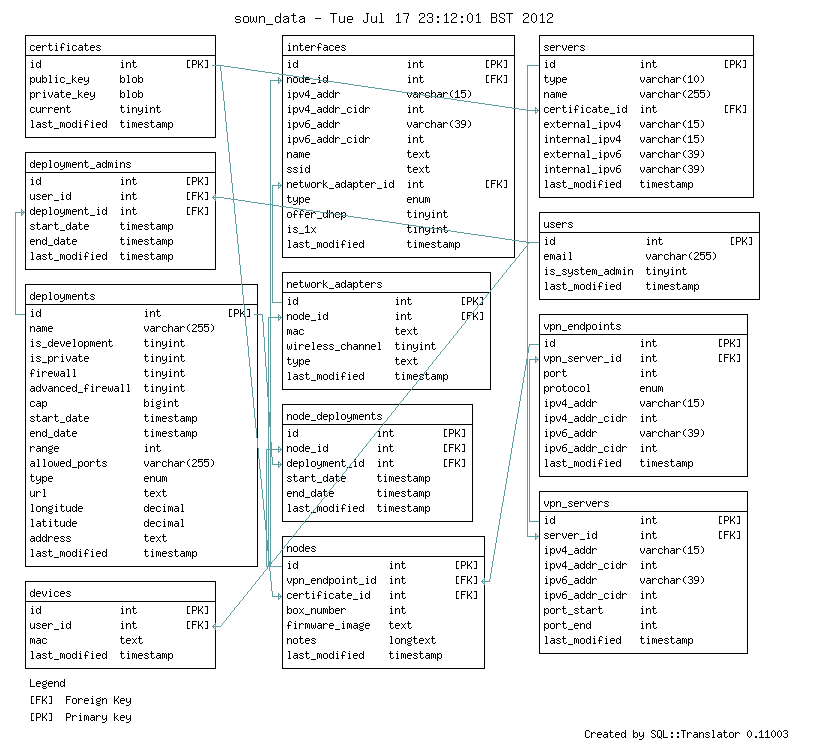 sown_data - Tue Jul 17 23:12:01 BST 2012
certificates
id int [PK]
public_key blob
private_key blob
current tinyint
last_modified timestamp
deployment_admins
id int [PK]
user_id int [FK]
deployment_id int [FK]
start_date timestamp
end_date timestamp
last_modified timestamp
deployments
id int [PK]
name varchar(255)
is_development tinyint
is_private tinyint
firewall tinyint
advanced_firewall tinyint
cap bigint
start_date timestamp
end_date timestamp
range int
allowed_ports varchar(255)
type enum
url text
longitude decimal
latitude decimal
address text
last_modified timestamp
devices
id int [PK]
user_id int [FK]
mac text
last_modified timestamp
interfaces
id int [PK]
node_id int [FK]
ipv4_addr varchar(15)
ipv4_addr_cidr int
ipv6_addr varchar(39)
ipv6_addr_cidr int
name text
ssid text
network_adapter_id int [FK]
type enum
offer_dhcp tinyint
is_1x tinyint
last_modified timestamp
network_adapters
id int [PK]
node_id int [FK]
mac text
wireless_channel tinyint
type text
last_modified timestamp
node_deployments
id int [PK]
node_id int [FK]
deployment_id int [FK]
start_date timestamp
end_date timestamp
last_modified timestamp
nodes
id int [PK]
vpn_endpoint_id int [FK]
certificate_id int [FK]
box_number int
firmware_image text
notes longtext
last_modified timestamp
servers
id int [PK]
type varchar(10)
name varchar(255)
certificate_id int [FK]
external_ipv4 varchar(15)
internal_ipv4 varchar(15)
external_ipv6 varchar(39)
internal_ipv6 varchar(39)
last_modified timestamp
users
id int [PK]
email varchar(255)
is_system_admin tinyint
last_modified timestamp
vpn_endpoints
id int [PK]
vpn_server_id int [FK]
port int
protocol enum
ipv4_addr varchar(15)
ipv4_addr_cidr int
ipv6_addr varchar(39)
ipv6_addr_cidr int
last_modified timestamp
vpn_servers
id int [PK]
server_id int [FK]
ipv4_addr varchar(15)
ipv4_addr_cidr int
ipv6_addr varchar(39)
ipv6_addr_cidr int
port_start int
port_end int
last_modified timestamp
Legend
[FK] Foreign Key
[PK] Primary key
Created by SQL::Translator 0.11003